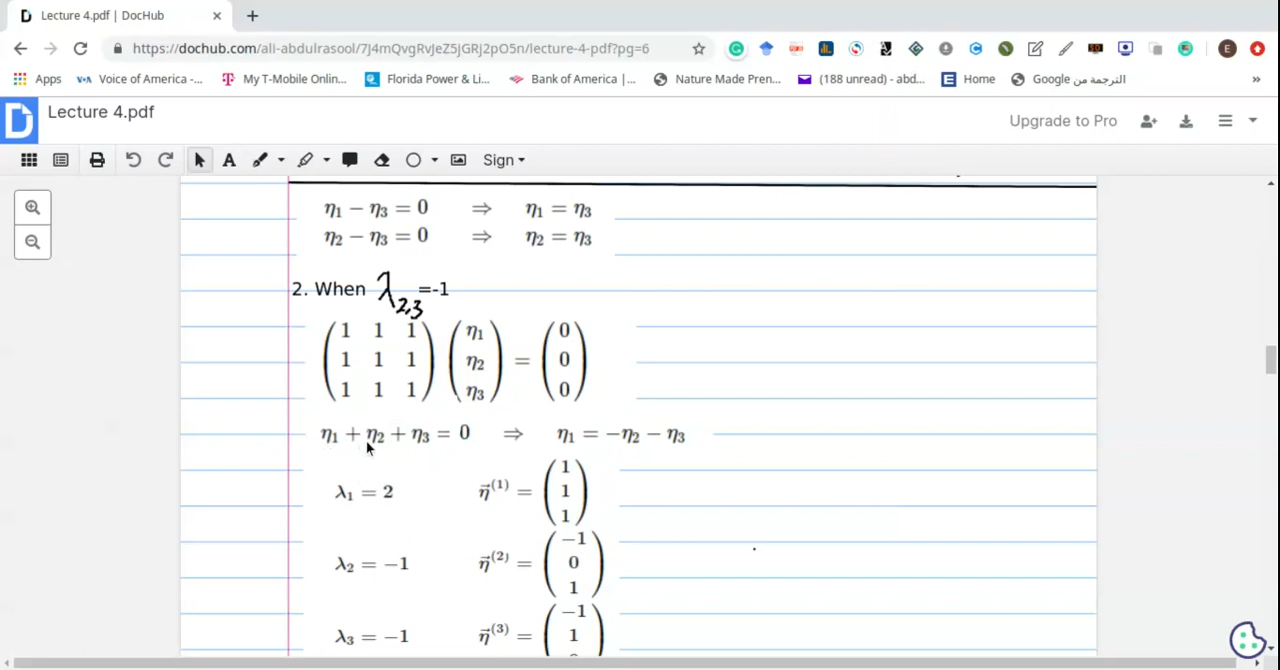 Lecture 4.pdf | DocHub
https://dochub.com/ali-abdulrasool/7J4mQvgRvJeZ5jGRJ2pO5n/lecture-4-pdf?pg=6
E
Apps
VOA Voice of America -...
My T-Mobile Onlin...
Florida Power & Li...
Bank of America |...
Nature Made Pren...
(188 unread) - abd...
Home
الترجمة من Google
»
Lecture 4.pdf
Upgrade to Pro
A
Sign
η₁ − η₃ = 0 ⇒ η₁ = η₃
η₂ − η₃ = 0 ⇒ η₂ = η₃
2. When λ₂,₃ =-1
( 1 1 1 ) ( η₁ ) ( 0 )
( 1 1 1 ) ( η₂ ) = ( 0 )
( 1 1 1 ) ( η₃ ) ( 0 )
η₁ + η₂ + η₃ = 0 ⇒ η₁ = −η₂ − η₃
( 1 )
λ₁ = 2 η⃗⁽¹⁾ = ( 1 )
( 1 )
( −1 )
λ₂ = −1 η⃗⁽²⁾ = ( 0 )
( 1 )
( −1 )
λ₃ = −1 η⃗⁽³⁾ = ( 1 )